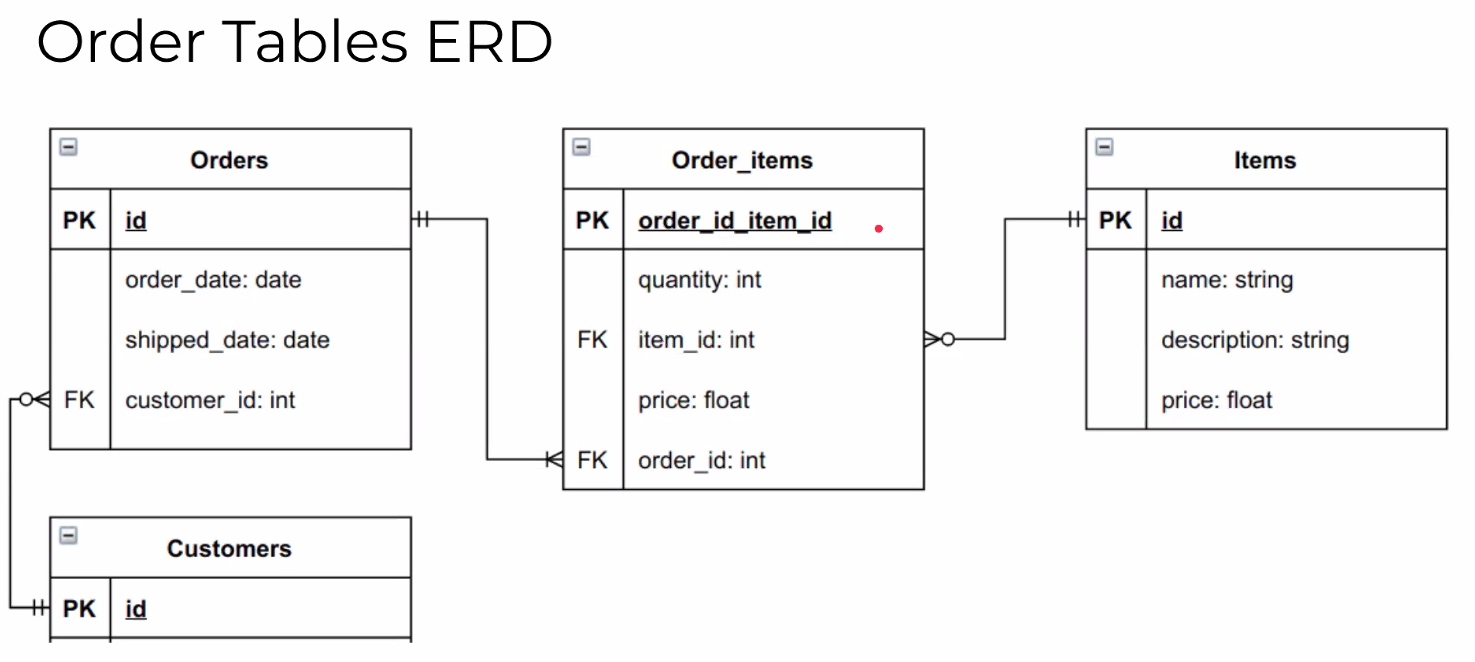 Order Tables ERD
Orders
PK id
order_date: date
shipped_date: date
FK customer_id: int
Order_items
PK order_id_item_id
quantity: int
FK item_id: int
price: float
FK order_id: int
Items
PK id
name: string
description: string
price: float
Customers
PK id